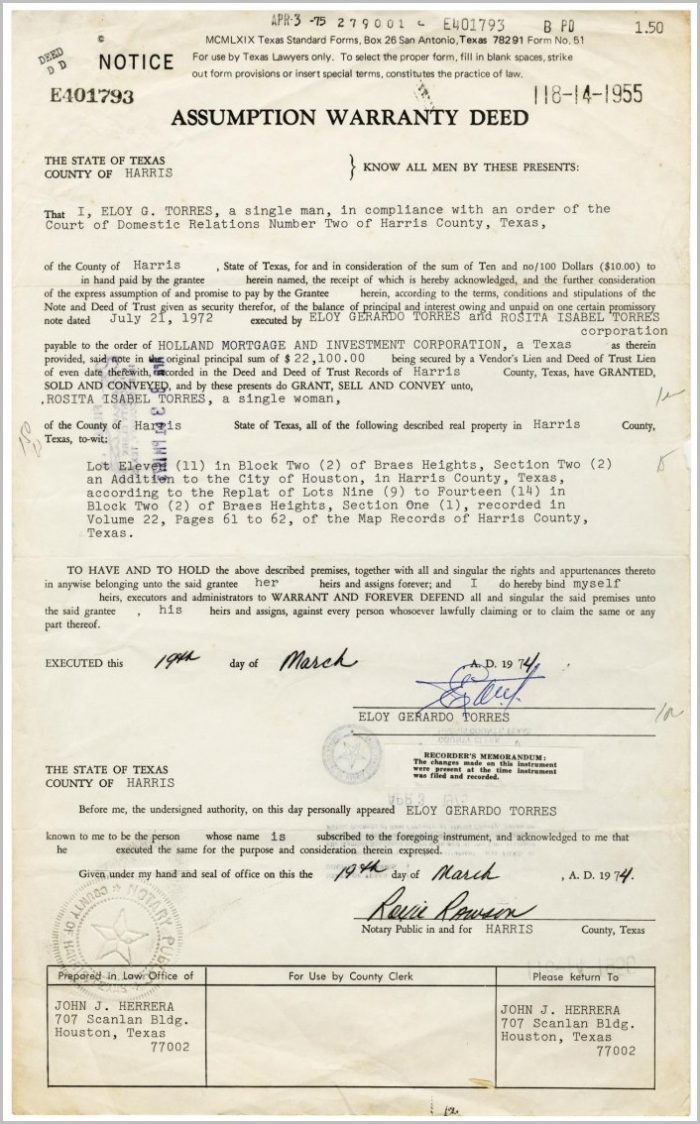 APR-3 -75 279001 E401793 B PD 1.50
DEED
© MCMLXIX Texas Standard Forms, Box 26 San Antonio, Texas 78291 Form No. 51
NOTICE
For use by Texas Lawyers only. To select the proper form, fill in blank spaces, strike
out form provisions or insert special terms, constitutes the practice of law.
E401793
118-14-1955
ASSUMPTION WARRANTY DEED
THE STATE OF TEXAS
COUNTY OF HARRIS
} KNOW ALL MEN BY THESE PRESENTS:
That I, ELOY G. TORRES, a single man, in compliance with an order of the
Court of Domestic Relations Number Two of Harris County, Texas,
of the County of Harris , State of Texas, for and in consideration of the sum of Ten and no/100 Dollars ($10.00) to
in hand paid by the grantee herein named, the receipt of which is hereby acknowledged, and the further consideration
of the express assumption of and promise to pay by the Grantee herein, according to the terms, conditions and stipulations of the
Note and Deed of Trust given as security therefor, of the balance of principal and interest owing and unpaid on one certain promissory
note dated July 21, 1972 executed by ELOY GERARDO TORRES and ROSITA ISABEL TORRES
corporation
payable to the order of HOLLAND MORTGAGE AND INVESTMENT CORPORATION, a Texas as therein
provided, said note in the original principal sum of $ 22,100.00 being secured by a Vendor's Lien and Deed of Trust Lien
of even date therewith, recorded in the Deed and Deed of Trust Records of Harris County, Texas, have GRANTED,
SOLD AND CONVEYED, and by these presents do GRANT, SELL AND CONVEY unto,
ROSITA ISABEL TORRES, a single woman,
of the County of Harris State of Texas, all of the following described real property in Harris County,
Texas, to-wit:
Lot Eleven (11) in Block Two (2) of Braes Heights, Section Two (2)
an Addition to the City of Houston, in Harris County, Texas,
according to the Replat of Lots Nine (9) to Fourteen (14) in
Block Two (2) of Braes Heights, Section One (1), recorded in
Volume 22, Pages 61 to 62, of the Map Records of Harris County,
Texas.
TO HAVE AND TO HOLD the above described premises, together with all and singular the rights and appurtenances thereto
in anywise belonging unto the said grantee her heirs and assigns forever; and I do hereby bind myself
heirs, executors and administrators to WARRANT AND FOREVER DEFEND all and singular the said premises unto
the said grantee , his heirs and assigns, against every person whosoever lawfully claiming or to claim the same or any
part thereof.
EXECUTED this 19th day of March , A. D. 1974
ELOY GERARDO TORRES
RECORDER'S MEMORANDUM:
The changes made on this instrument
were present at the time instrument
was filed and recorded.
THE STATE OF TEXAS
COUNTY OF HARRIS
Before me, the undersigned authority, on this day personally appeared ELOY GERARDO TORRES
known to me to be the person whose name is subscribed to the foregoing instrument, and acknowledged to me that
he executed the same for the purpose and consideration therein expressed.
Given under my hand and seal of office on this the 19th day of March , A. D. 1974.
Roxie Rawson
Notary Public in and for HARRIS County, Texas
Prepared in Law Office of
For Use by County Clerk
Please return To
JOHN J. HERRERA
707 Scanlan Bldg.
Houston, Texas
77002
JOHN J. HERRERA
707 Scanlan Bldg.
Houston, Texas
77002